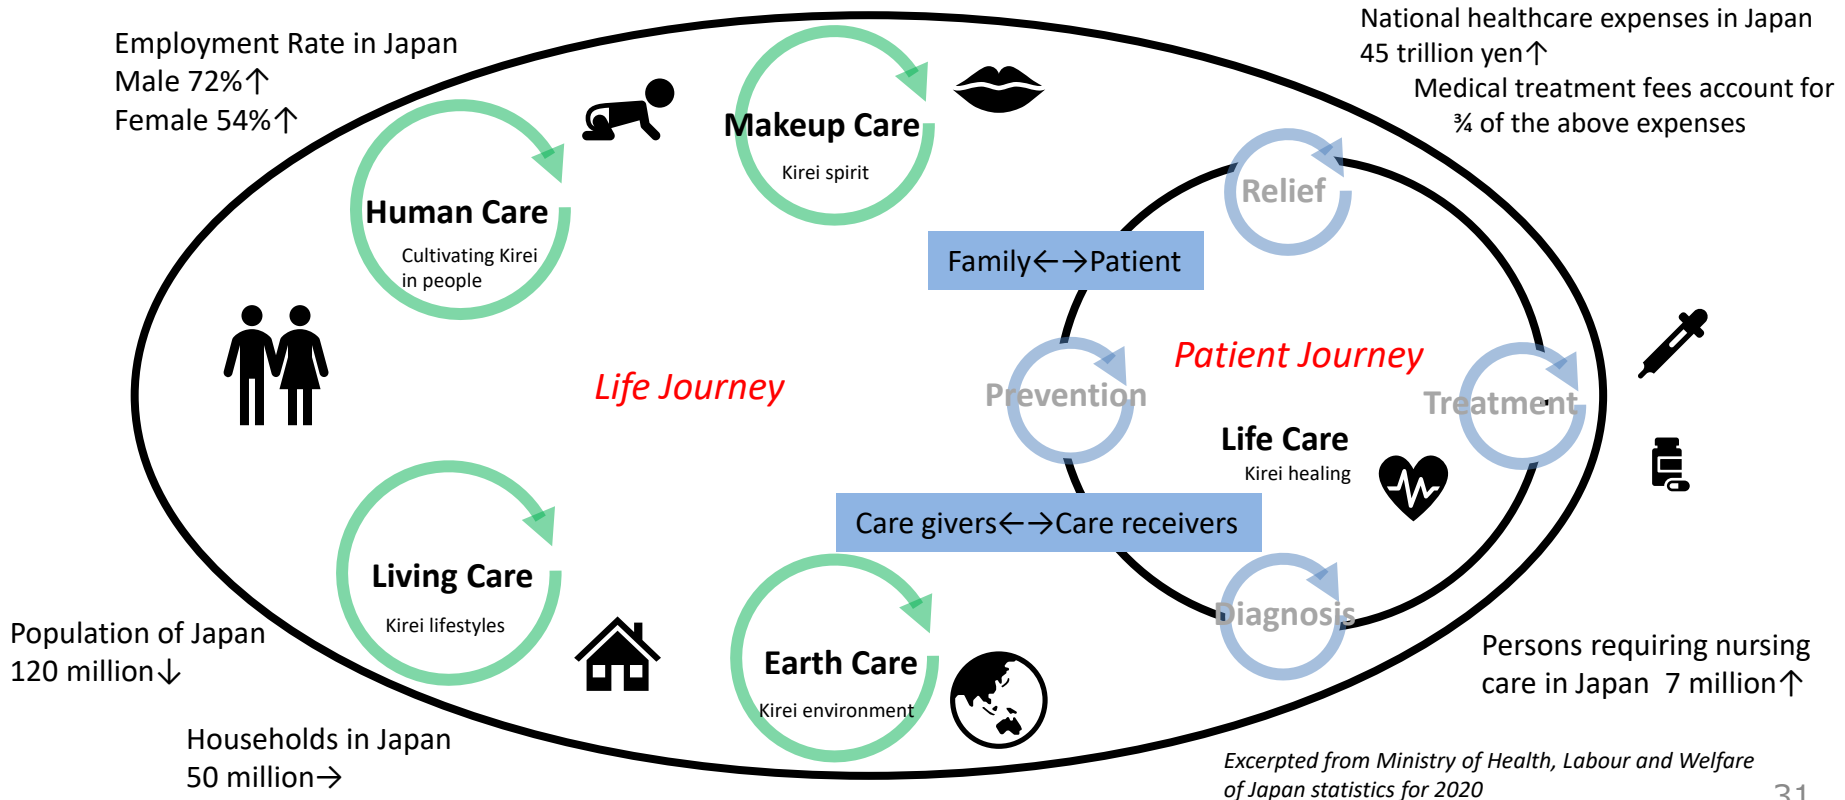 Employment Rate in Japan
Male 72%↑
Female 54%↑
National healthcare expenses in Japan
45 trillion yen↑
Medical treatment fees account for
¾ of the above expenses
Makeup Care
Kirei spirit
Human Care
Cultivating Kirei
in people
Relief
Family←→Patient
Life Journey
Patient Journey
Prevention
Treatment
Life Care
Kirei healing
Care givers←→Care receivers
Living Care
Kirei lifestyles
Diagnosis
Earth Care
Kirei environment
Population of Japan
120 million↓
Persons requiring nursing
care in Japan 7 million↑
Households in Japan
50 million→
Excerpted from Ministry of Health, Labour and Welfare
of Japan statistics for 2020
31